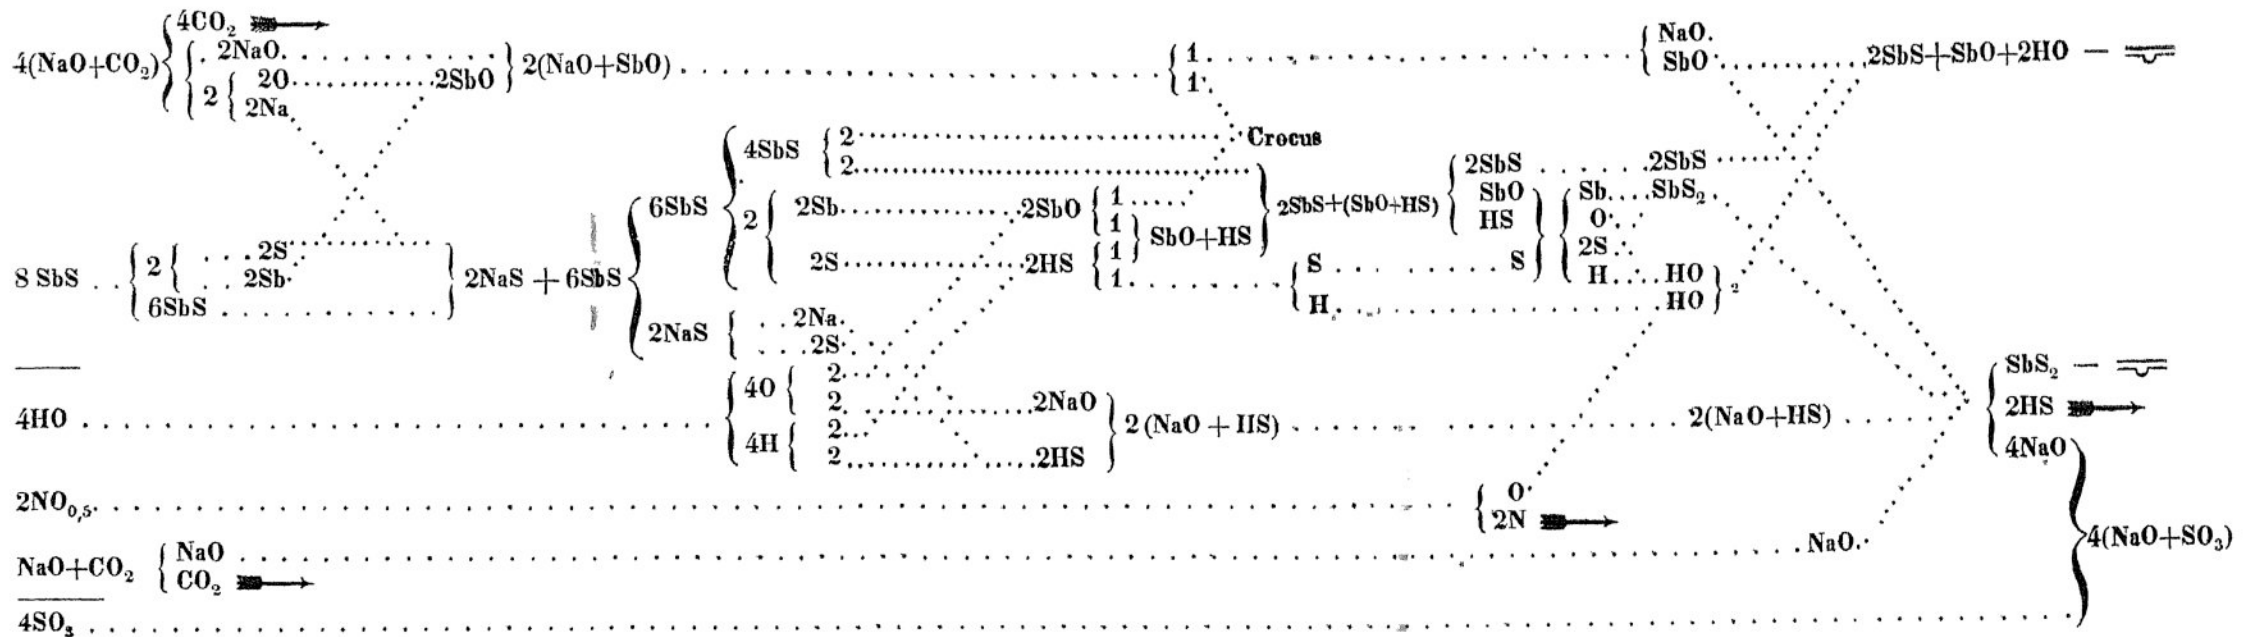 4CO₂
4(NaO+CO₂) 2NaO 2(NaO+SbO) 1 NaO
2 2O 2SbO 1 SbO 2SbS+SbO+2HO —
2Na
4SbS 2 Crocus
2 2SbS 2SbS
6SbS 2 2Sb 2SbO 1 2SbS+(SbO+HS) SbO Sb SbS₂
1 SbO+HS HS O
2S 2HS 1 2S
8 SbS 2 2S 1 S S H HO 2
2Sb 2NaS + 6SbS H HO
6SbS
2NaS 2Na
2S
4O 2 SbS₂ —
4HO 2 2NaO 2(NaO+HS) 2(NaO+HS) 2HS
4H 2 4NaO
2 2HS
2NO₀,₅ O
2N
NaO+CO₂ NaO NaO 4(NaO+SO₃)
CO₂
4SO₃